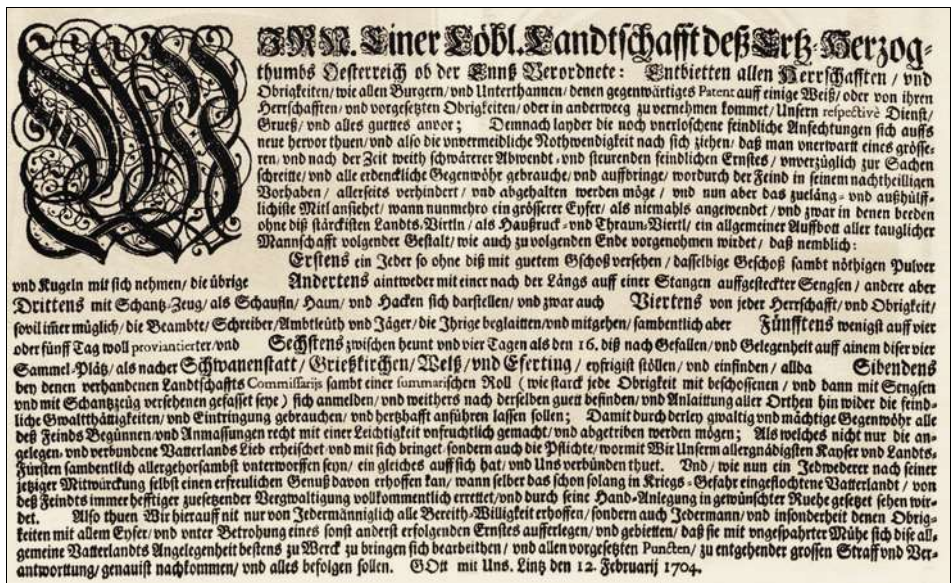 WIRN. Einer Löbl. Landtschafft deß Ertz-Herzog-
thumbs Oesterreich ob der Ennß Verordnete: Entbietten allen Herrschafften / vnd
Obrigkeiten / wie allen Burgern / vnd Unterthannen / denen gegenwärtiges Patent auff einige Weiß / oder von ihren
Herrschafften / vnd vorgesetzten Obrigkeiten / oder in anderweeg zu vernehmen kommet / Unsern respectivè Dienst /
Grueß / vnd alles guettes anvor; Demnach layder die noch vnerloschene feindliche Anfechtungen sich auffs
neue hervor thuen / vnd also die vnvermeidliche Nothwendigkeit nach sich ziehen / daß man vnerwart eines grösse-
ren / vnd nach der Zeit weith schwärerer Abwendt- vnd steurenden feindlichen Ernstes / vnverzüglich zur Sachen
schreitte / vnd alle erdenckliche Gegenwöhr gebrauche / vnd auffbringe / wordurch der Feind in seinem nachtheilligen
Vorhaben / allerseits verhindert / vnd abgehalten werden möge / vnd nun aber das zueläng- vnd außhülff-
lichiste Mitl ansiehet / wann nunmehro ein grösserer Eyfer / als niemahls angewendet / vnd zwar in denen beeden
ohne diß stärckisten Landts-Virtln / als Haußruck- vnd Thraun-Viertl / ein allgemeiner Auffbott aller tauglicher
Mannschafft volgender Gestalt / wie auch zu volgenden Ende vorgenohmen wirdet / daß nemblich:
Erstens ein Jeder so ohne diß mit guetem Gschoß versehen / dasselbige Geschoß sambt nöthigen Pulver
vnd Kugeln mit sich nehmen / die übrige Andertens aintweder mit einer nach der Längs auff einer Stangen auffgesteckter Sengsen / andere aber
Drittens mit Schantz-Zeug / als Schaufln / Haun / vnd Hacken sich darstellen / vnd zwar auch Viertens von jeder Herrschafft / vnd Obrigkeit /
sovil im̃er müglich / die Beambte / Schreiber / Ambtleüth vnd Jäger / die Ihrige beglaitten / vnd mitgehen / sambentlich aber Fünfftens wenigst auff vier
oder fünff Tag woll proviantierter / vnd Sechstens zwischen heunt vnd vier Tagen als den 16. diß nach Gefallen / vnd Gelegenheit auff ainem diser vier
Sammel-Plätz / als nacher Schwanenstatt / Grießkirchen / Welß / vnd Eferting / eyfrigist stöllen / vnd einfinden / allda Sibendens
bey denen verhandenen Landtschaffts Commissarijs sambt einer summarischen Roll (wie starck jede Obrigkeit mit beschossenen / vnd dann mit Sengsen
vnd mit Schantzzüg versehenen gefasset seye) sich anmelden / vnd weithers nach derselben guett befinden / vnd Anlaittung aller Orthen hin wider die feind-
liche Gwaltthättigkeiten / vnd Eintringung gebrauchen / vnd hertzhafft anführen lassen sollen; Damit durch derley gwaltig vnd mächtige Gegenwöhr alle
deß Feinds Begünnen / vnd Anmassungen recht mit einer Leichtigkeit vnfruchtlich gemacht / vnd abgetriben werden mögen; Als welches nicht nur die an-
gelegen- vnd verbundene Vatterlands Lieb erheischet / vnd mit sich bringet / sondern auch die Pflichte / wormit Wir Unserm allergnädigsten Kayser vnd Landts-
Fürsten sambentlich allergehorsambst vnterworffen seyn / ein gleiches auff sich hat / vnd Uns verbünden thuet. Vnd / wie nun ein Jedwederer nach seiner
jetziger Mitwürckung selbst einen erfreulichen Genuß davon erhoffen kan / wann selber das schon solang in Kriegs-Gefahr eingeflochtene Vatterlandt / von
deß Feindts immer hefftiger zuesetzender Vergwaltigung vollkommentlich errettet / vnd durch seine Hand-Anlegung in gewünschter Ruehe gesetzet sehen wir-
det. Also thuen Wir hierauff nit nur von Jedermänniglich alle Bereith-Willigkeit erhoffen / sondern auch Jedermann / vnd insonderheit denen Obrig-
keiten mit allem Eyfer / vnd vnter Betrohung eines sonst anderst erfolgenden Ernstes aufferlegen / vnd gebietten / daß sie mit vngespahrter Mühe sich dise all-
gemeine Vatterlandts Angelegenheit bestens zu Werck zu bringen sich bearbeithen / vnd allen vorgesetzten Puncten / zu entgehender grossen Straff vnd Ver-
antworttung / genauist nachkommen / vnd alles befolgen sollen. GOtt mit Uns. Lintz den 12. Februarij 1704.